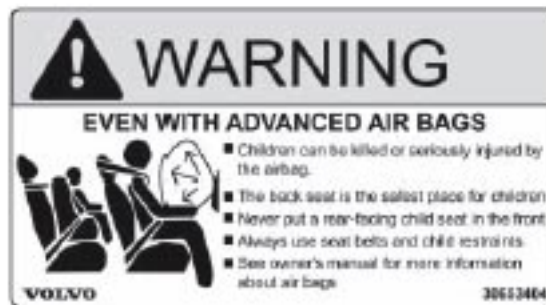 WARNING
EVEN WITH ADVANCED AIR BAGS
■ Children can be killed or seriously injured by
the airbag.
■ The back seat is the safest place for children
■ Never put a rear-facing child seat in the front
■ Always use seat belts and child restraints
■ See owner's manual for more information
about air bags
VOLVO 30653404